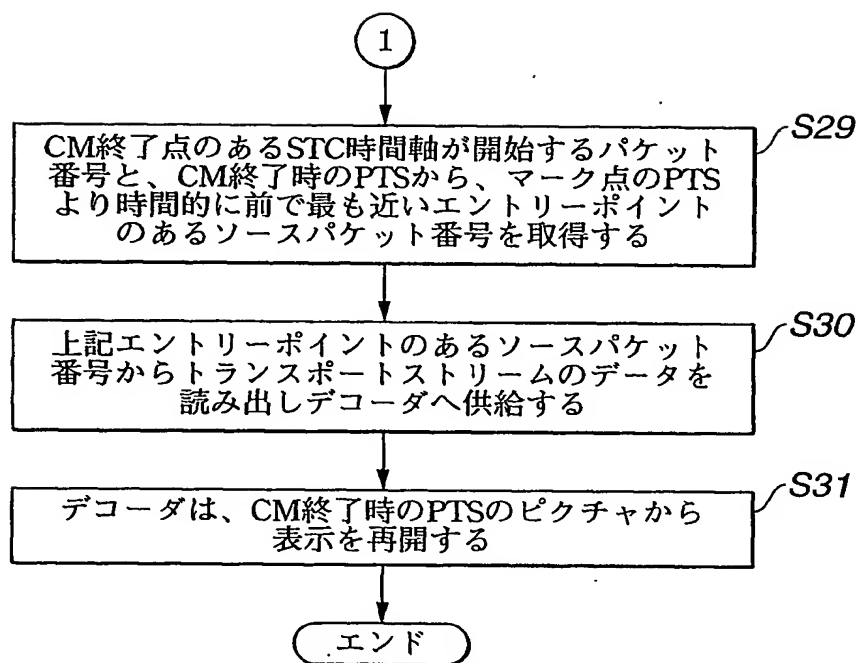 1
S29
CM終了点のあるSTC時間軸が開始するパケット
番号と、CM終了時のPTSから、マーク点のPTS
より時間的に前で最も近いエントリーポイント
のあるソースパケット番号を取得する
S30
上記エントリーポイントのあるソースパケット
番号からトランスポートストリームのデータを
読み出しデコーダへ供給する
S31
デコーダは、CM終了時のPTSのピクチャから
表示を再開する
エンド